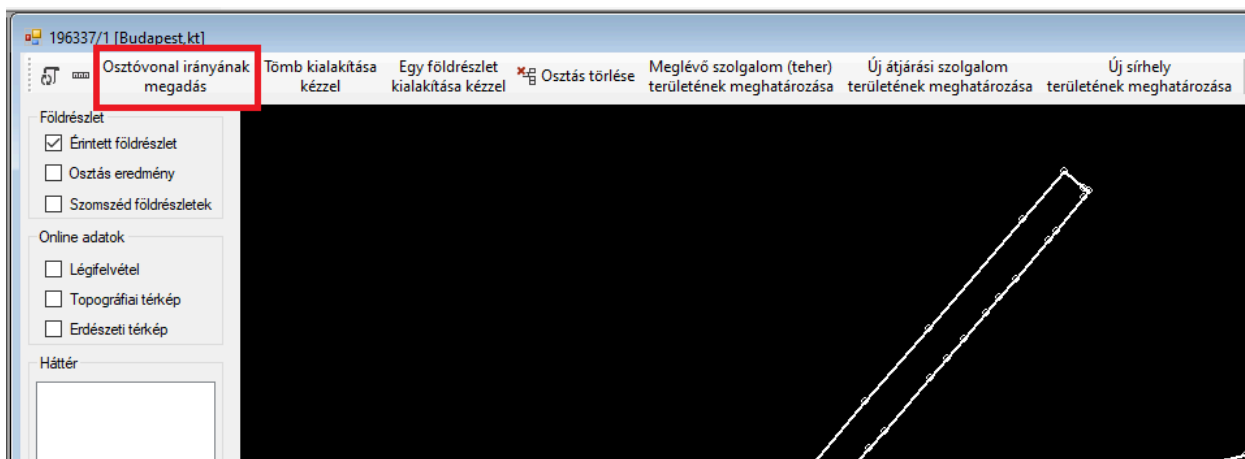 196337/1 [Budapest,kt]
Osztóvonal irányának
megadás
Tömb kialakítása
kézzel
Egy földrészlet
kialakítása kézzel
Osztás törlése
Meglévő szolgalom (teher)
területének meghatározása
Új átjárási szolgalom
területének meghatározása
Új sírhely
területének meghatározása
Földrészlet
Érintett földrészlet
Osztás eredmény
Szomszéd földrészletek
Online adatok
Légifelvétel
Topográfiai térkép
Erdészeti térkép
Háttér